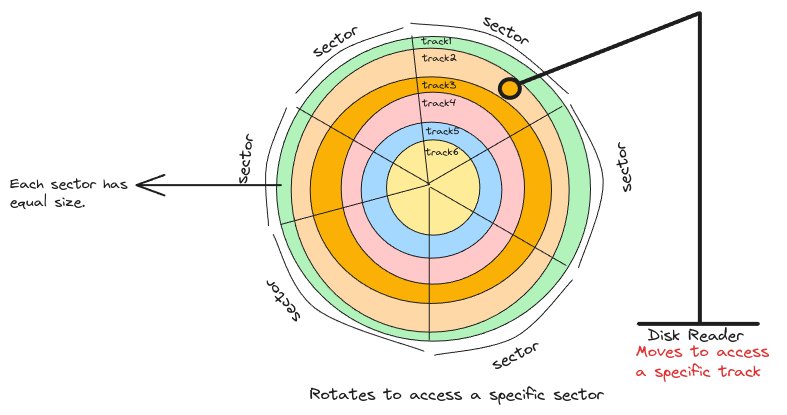 sector
sector
track1
track2
track3
track4
track5
track6
sector
sector
Each sector has
equal size.
sector
sector
Disk Reader
Moves to access
a specific track
Rotates to access a specific sector